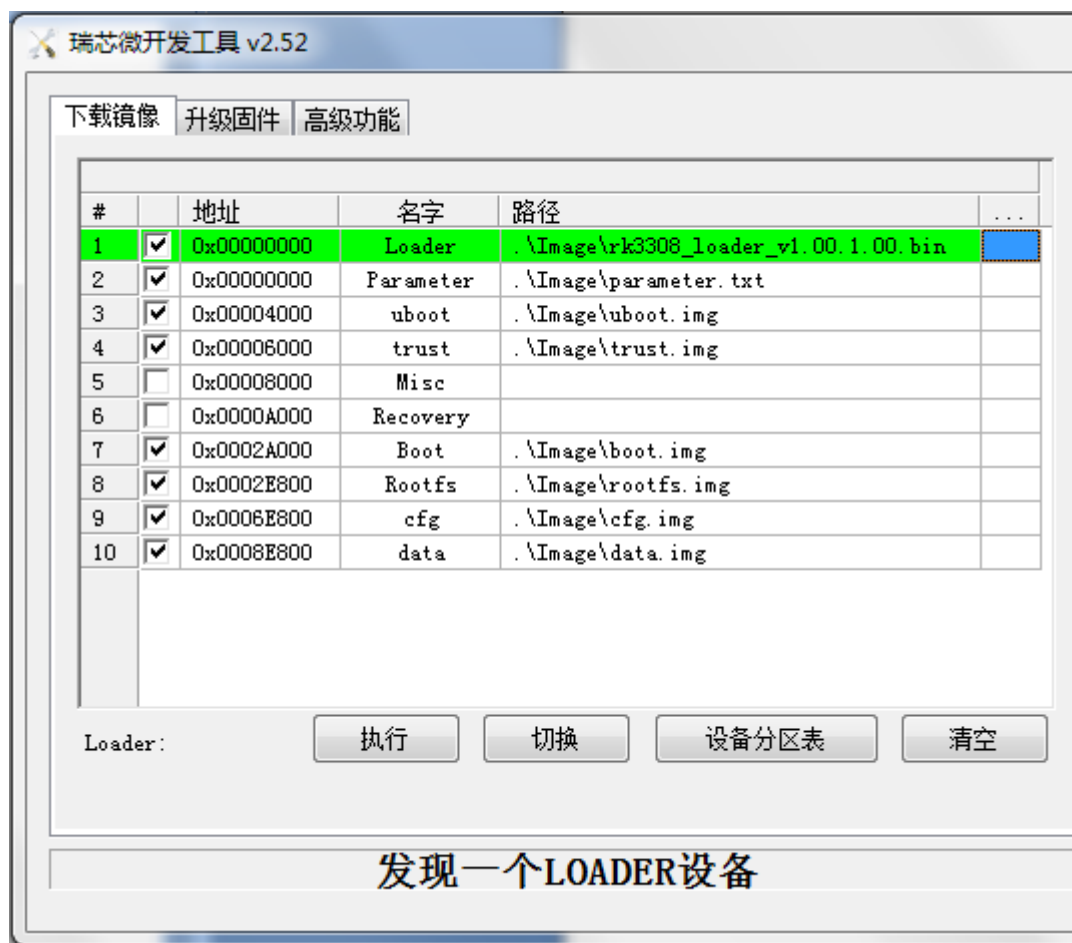 瑞芯微开发工具 v2.52
下载镜像 升级固件 高级功能
# 地址 名字 路径 ...
1 0x00000000 Loader .\Image\rk3308_loader_v1.00.1.00.bin
2 0x00000000 Parameter .\Image\parameter.txt
3 0x00004000 uboot .\Image\uboot.img
4 0x00006000 trust .\Image\trust.img
5 0x00008000 Misc
6 0x0000A000 Recovery
7 0x0002A000 Boot .\Image\boot.img
8 0x0002E800 Rootfs .\Image\rootfs.img
9 0x0006E800 cfg .\Image\cfg.img
10 0x0008E800 data .\Image\data.img
Loader: 执行 切换 设备分区表 清空
发现一个LOADER设备